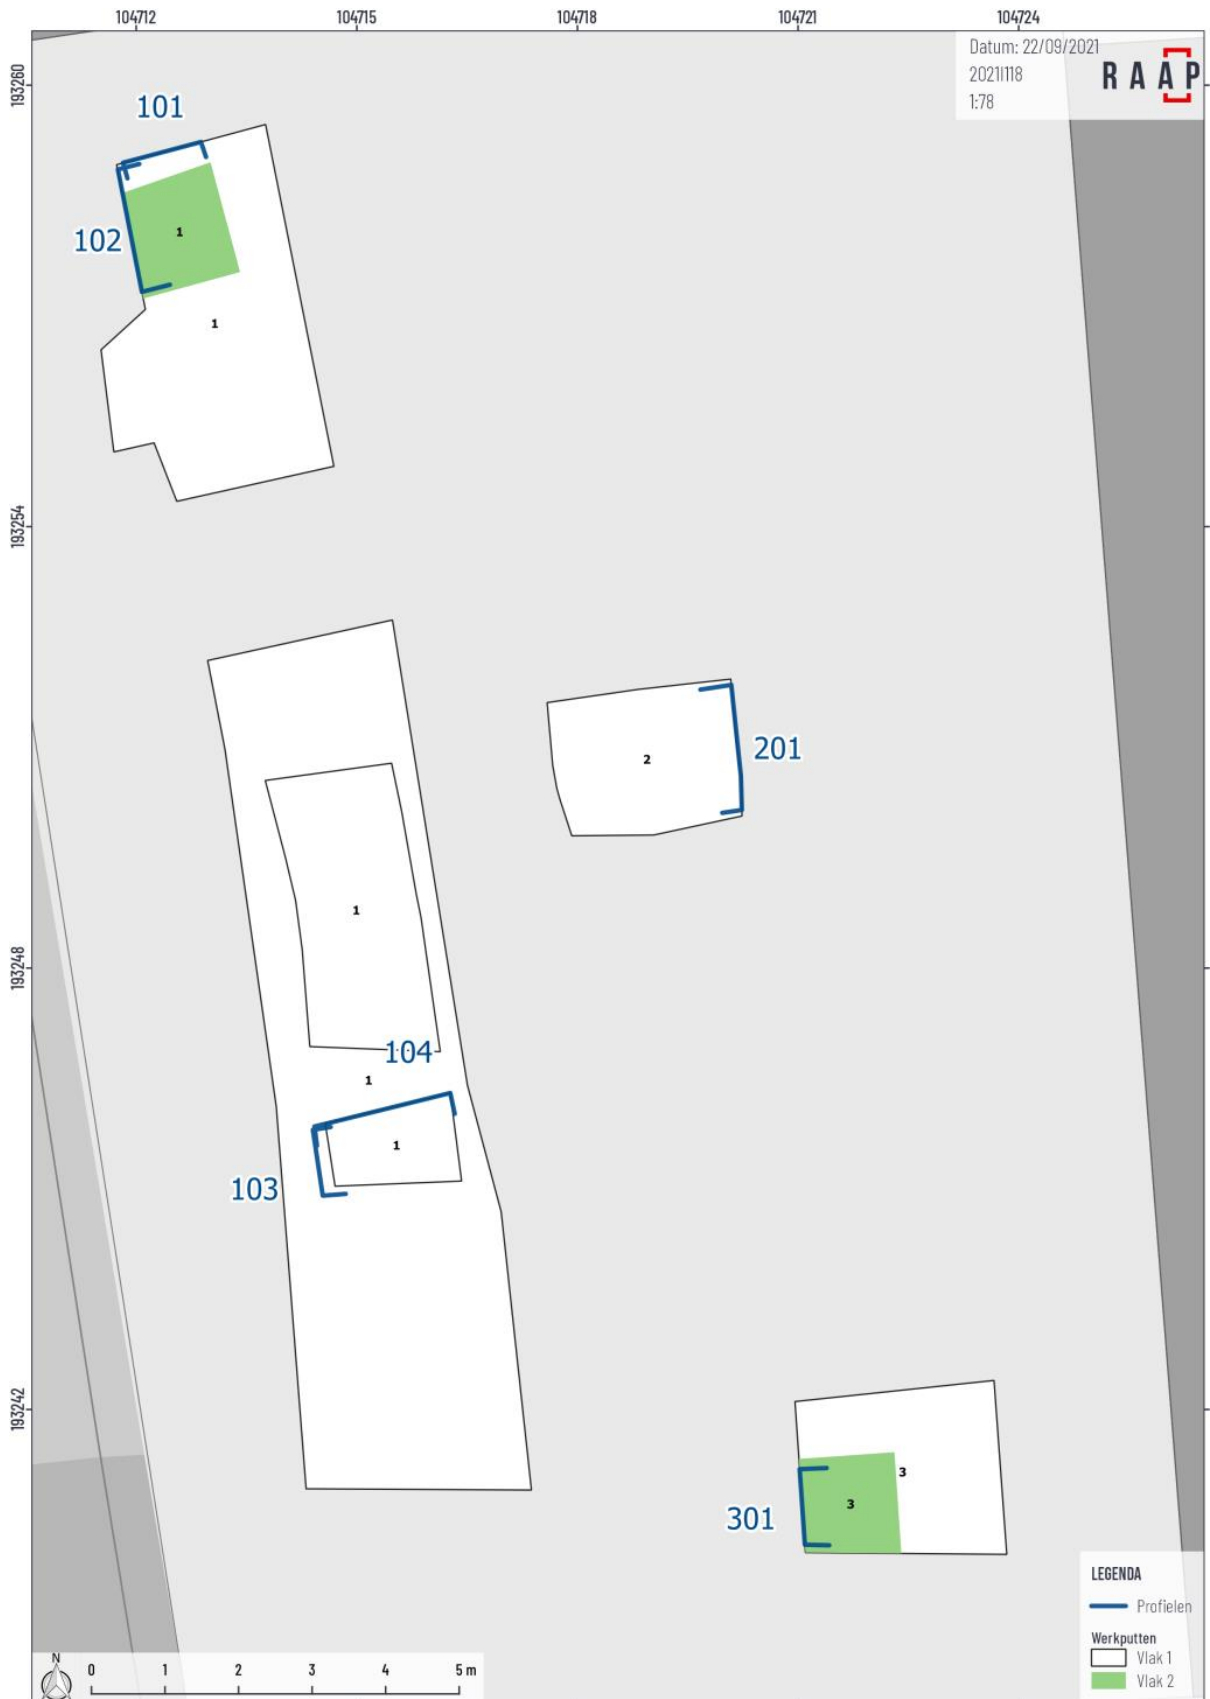 104712 104715 104718 104721 104724
Datum: 22/09/2021
2021I118
1:78
RAAP
193260
101
102
1
1
193254
2
201
1
193248
104
1
1
103
193242
3
3
301
LEGENDA
Profielen
Werkputten
Vlak 1
Vlak 2
N
0 1 2 3 4 5 m